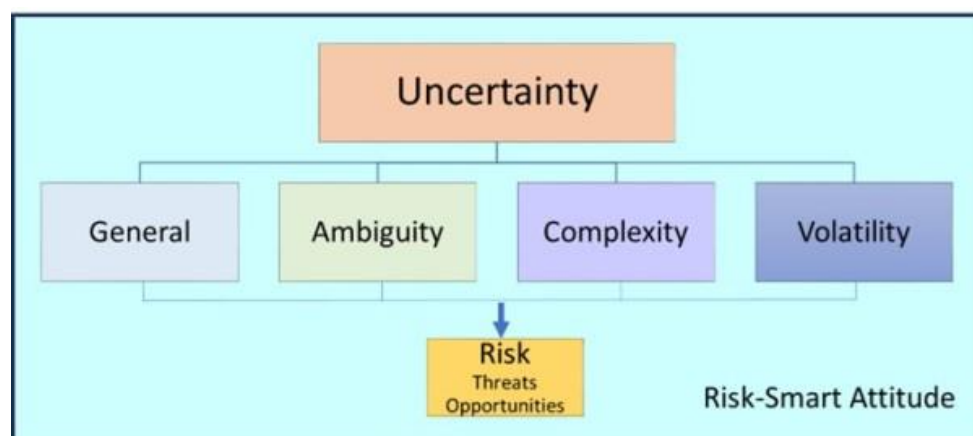 Uncertainty
General
Ambiguity
Complexity
Volatility
Risk
Threats
Opportunities
Risk-Smart Attitude